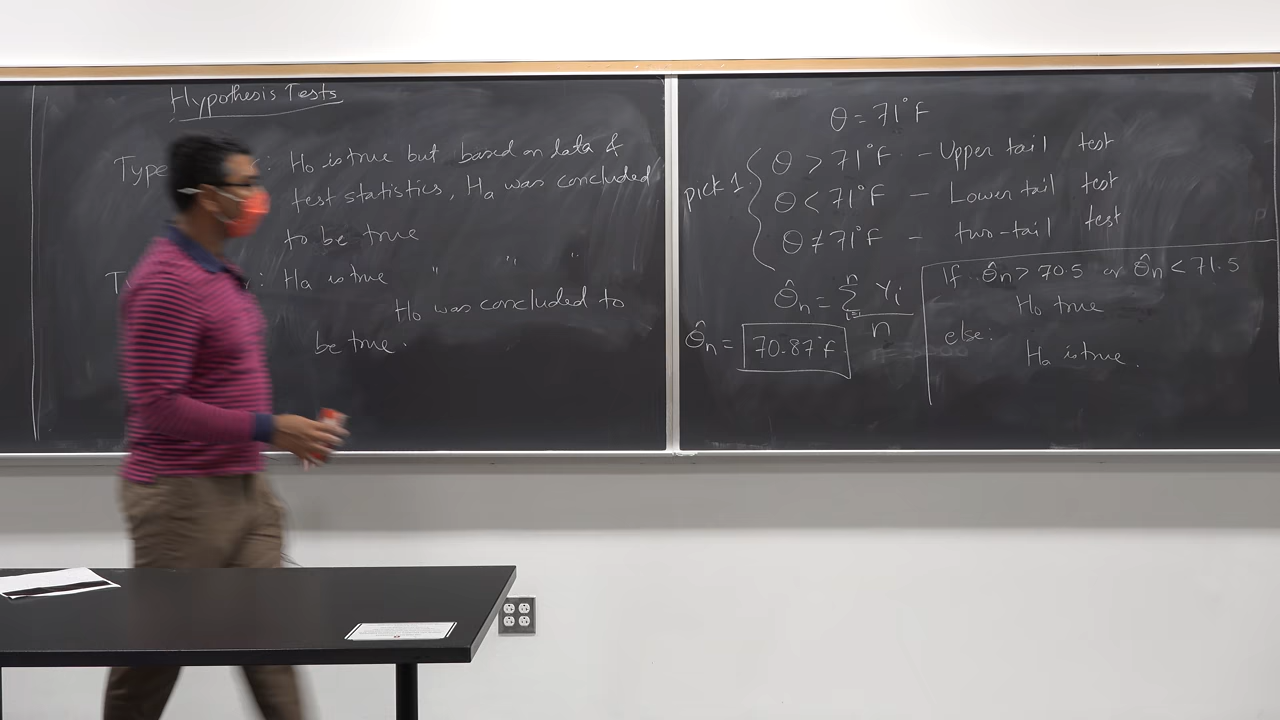 Hypothesis Tests
Type : H₀ is true but based on data &
test statistics, Hₐ was concluded
to be true
: Hₐ is true " " "
H₀ was concluded to
be true.
θ = 71°F
pick 1
θ > 71°F - Upper tail test
θ < 71°F - Lower tail test
θ ≠ 71°F - two-tail test
θ̂n = Σ Yi / n
θ̂n = 70.87°F
If θ̂n > 70.5 or θ̂n < 71.5
H₀ true
else:
Hₐ is true.